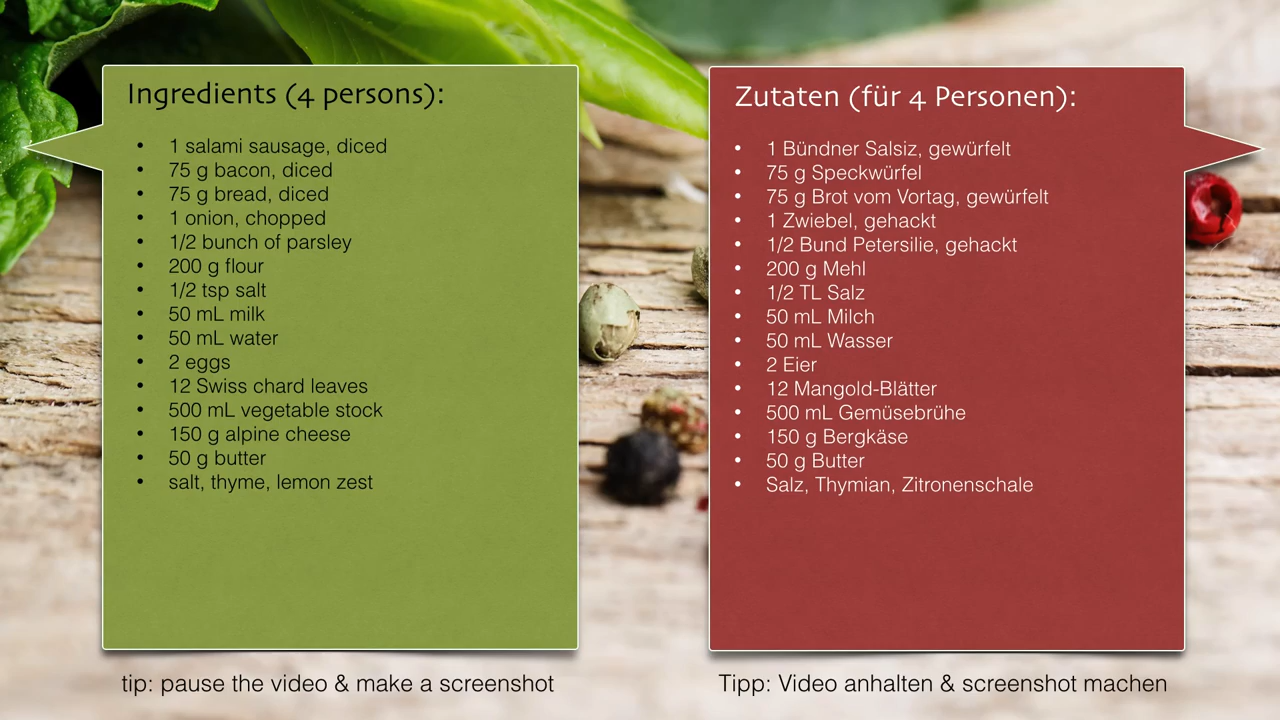 Ingredients (4 persons):
• 1 salami sausage, diced
• 75 g bacon, diced
• 75 g bread, diced
• 1 onion, chopped
• 1/2 bunch of parsley
• 200 g flour
• 1/2 tsp salt
• 50 mL milk
• 50 mL water
• 2 eggs
• 12 Swiss chard leaves
• 500 mL vegetable stock
• 150 g alpine cheese
• 50 g butter
• salt, thyme, lemon zest
tip: pause the video & make a screenshot
Zutaten (für 4 Personen):
• 1 Bündner Salsiz, gewürfelt
• 75 g Speckwürfel
• 75 g Brot vom Vortag, gewürfelt
• 1 Zwiebel, gehackt
• 1/2 Bund Petersilie, gehackt
• 200 g Mehl
• 1/2 TL Salz
• 50 mL Milch
• 50 mL Wasser
• 2 Eier
• 12 Mangold-Blätter
• 500 mL Gemüsebrühe
• 150 g Bergkäse
• 50 g Butter
• Salz, Thymian, Zitronenschale
Tipp: Video anhalten & screenshot machen